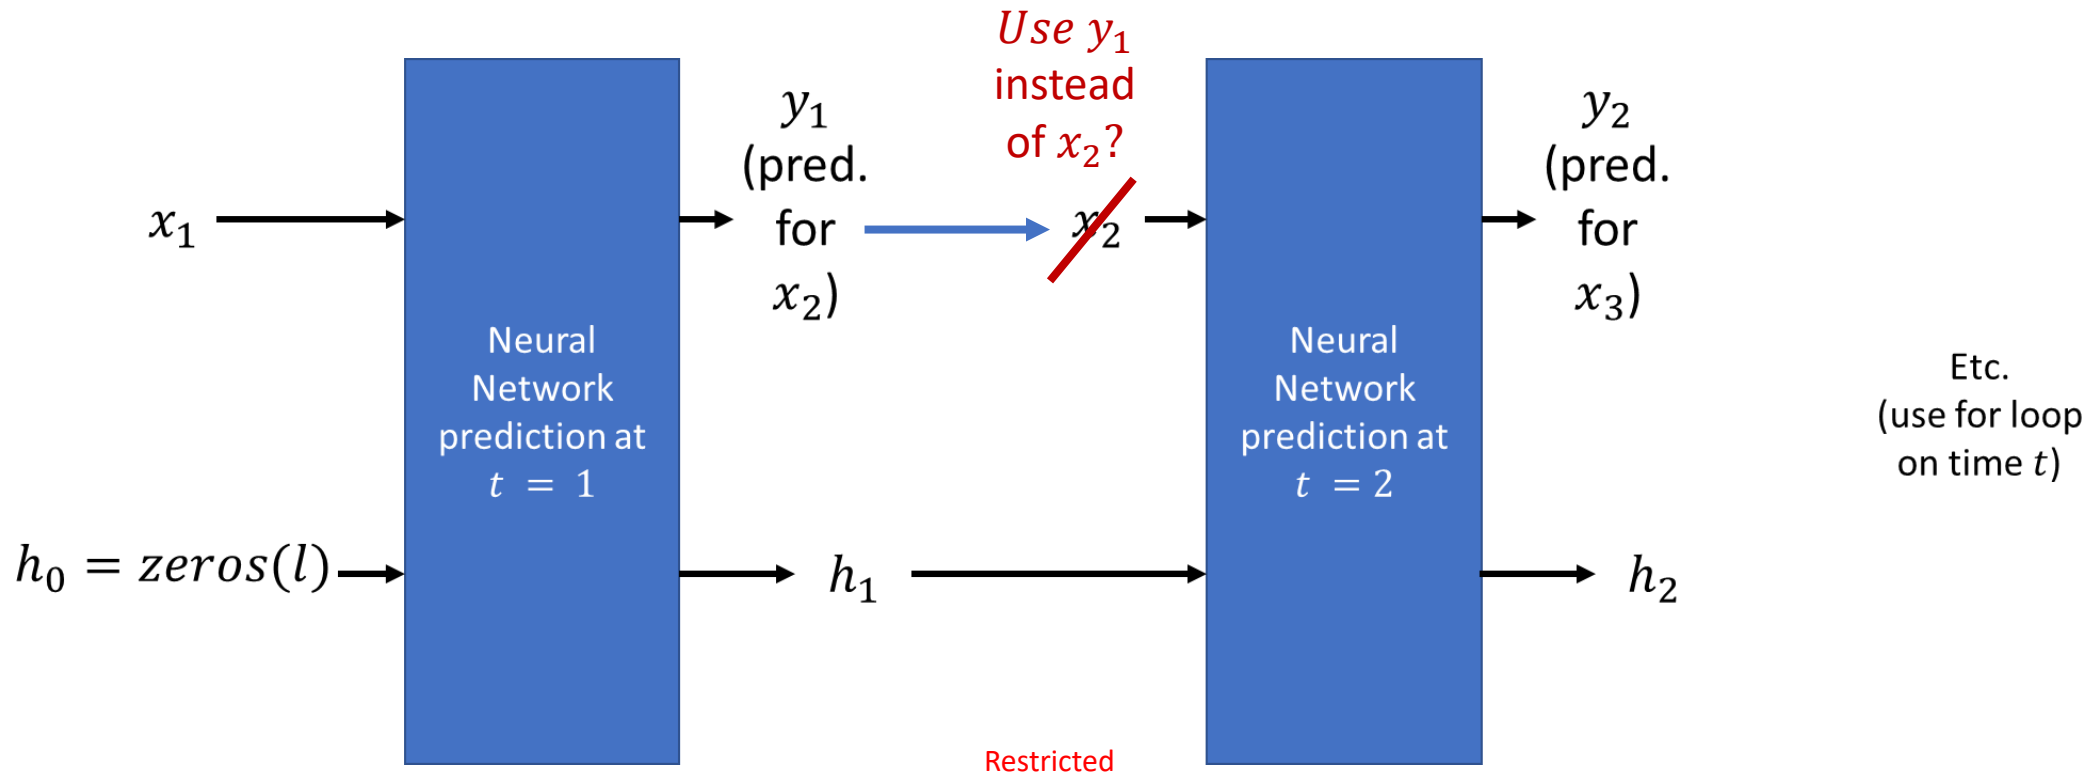 Use y₁
instead
of x₂?
x₁
y₁
(pred.
for
x₂)
x₂
y₂
(pred.
for
x₃)
Neural
Network
prediction at
t = 1
Neural
Network
prediction at
t = 2
Etc.
(use for loop
on time t)
h₀ = zeros(l)
h₁
h₂
Restricted